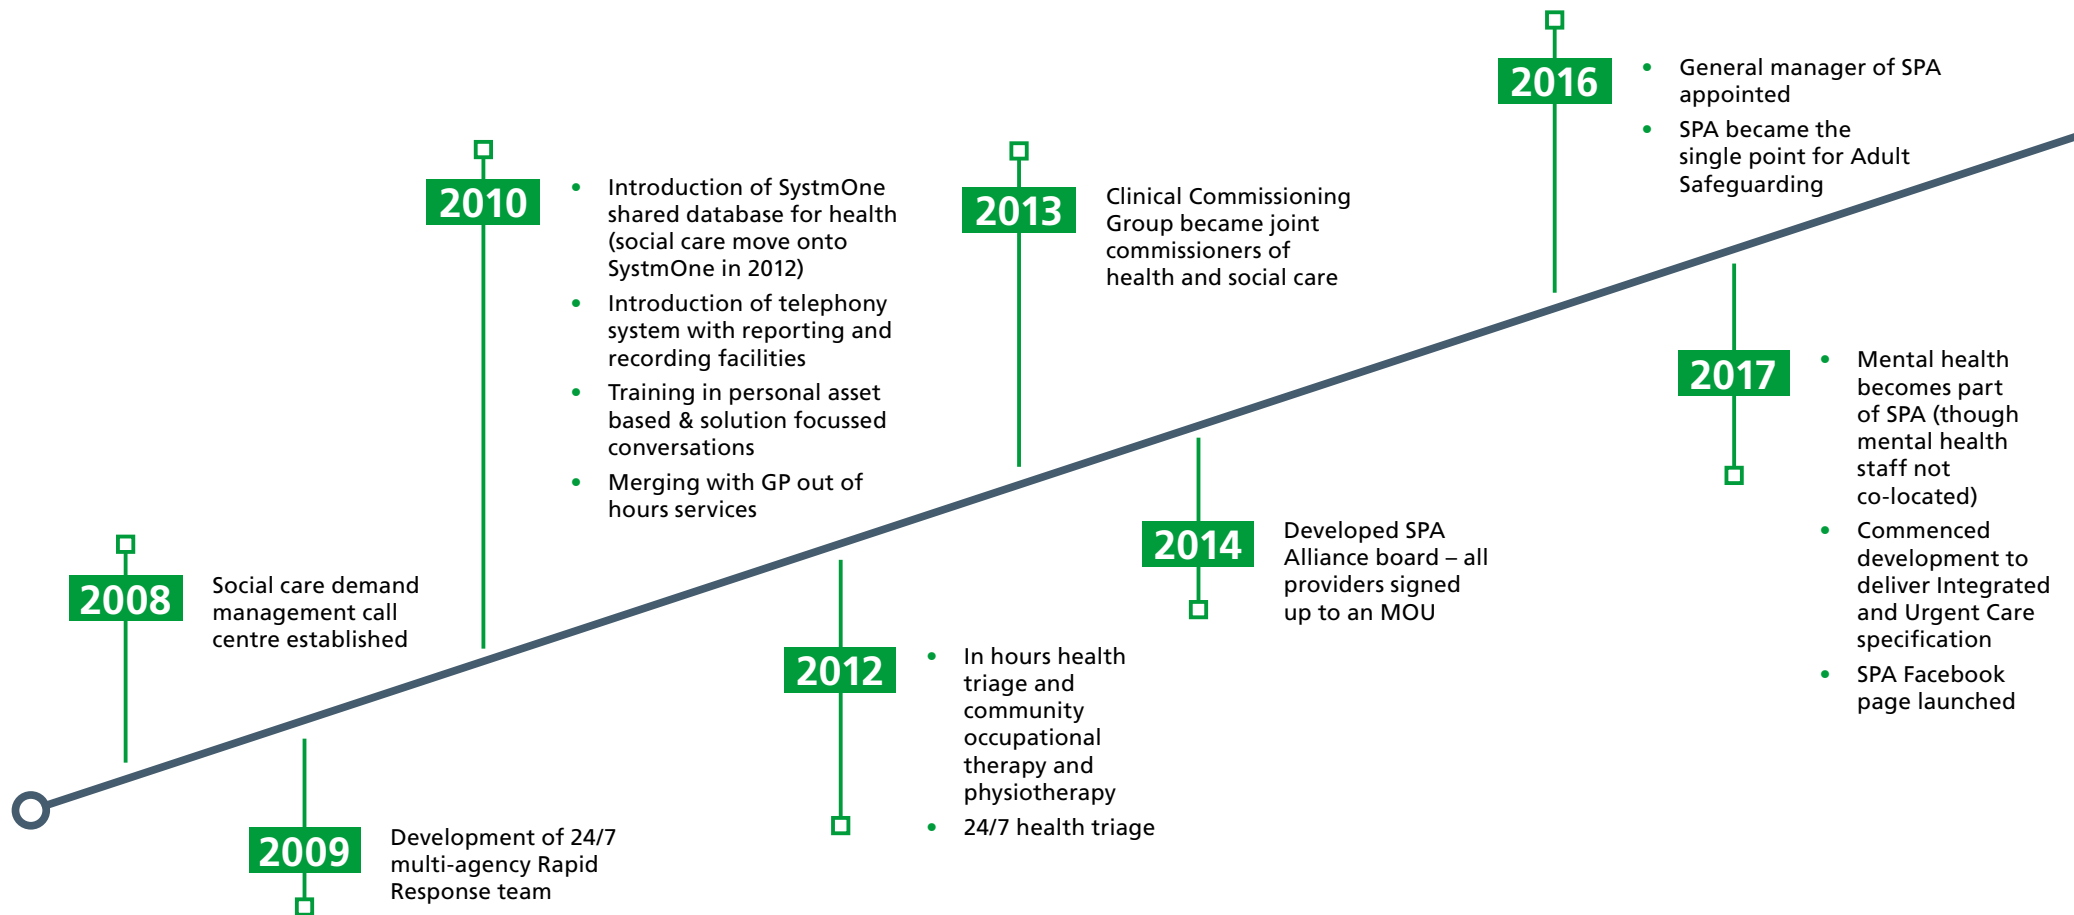 2008
Social care demand
management call
centre established
2009
Development of 24/7
multi-agency Rapid
Response team
2010
• Introduction of SystmOne
shared database for health
(social care move onto
SystmOne in 2012)
• Introduction of telephony
system with reporting and
recording facilities
• Training in personal asset
based & solution focussed
conversations
• Merging with GP out of
hours services
2012
• In hours health
triage and
community
occupational
therapy and
physiotherapy
• 24/7 health triage
2013
Clinical Commissioning
Group became joint
commissioners of
health and social care
2014
Developed SPA
Alliance board – all
providers signed
up to an MOU
2016
• General manager of SPA
appointed
• SPA became the
single point for Adult
Safeguarding
2017
• Mental health
becomes part
of SPA (though
mental health
staff not
co-located)
• Commenced
development to
deliver Integrated
and Urgent Care
specification
• SPA Facebook
page launched